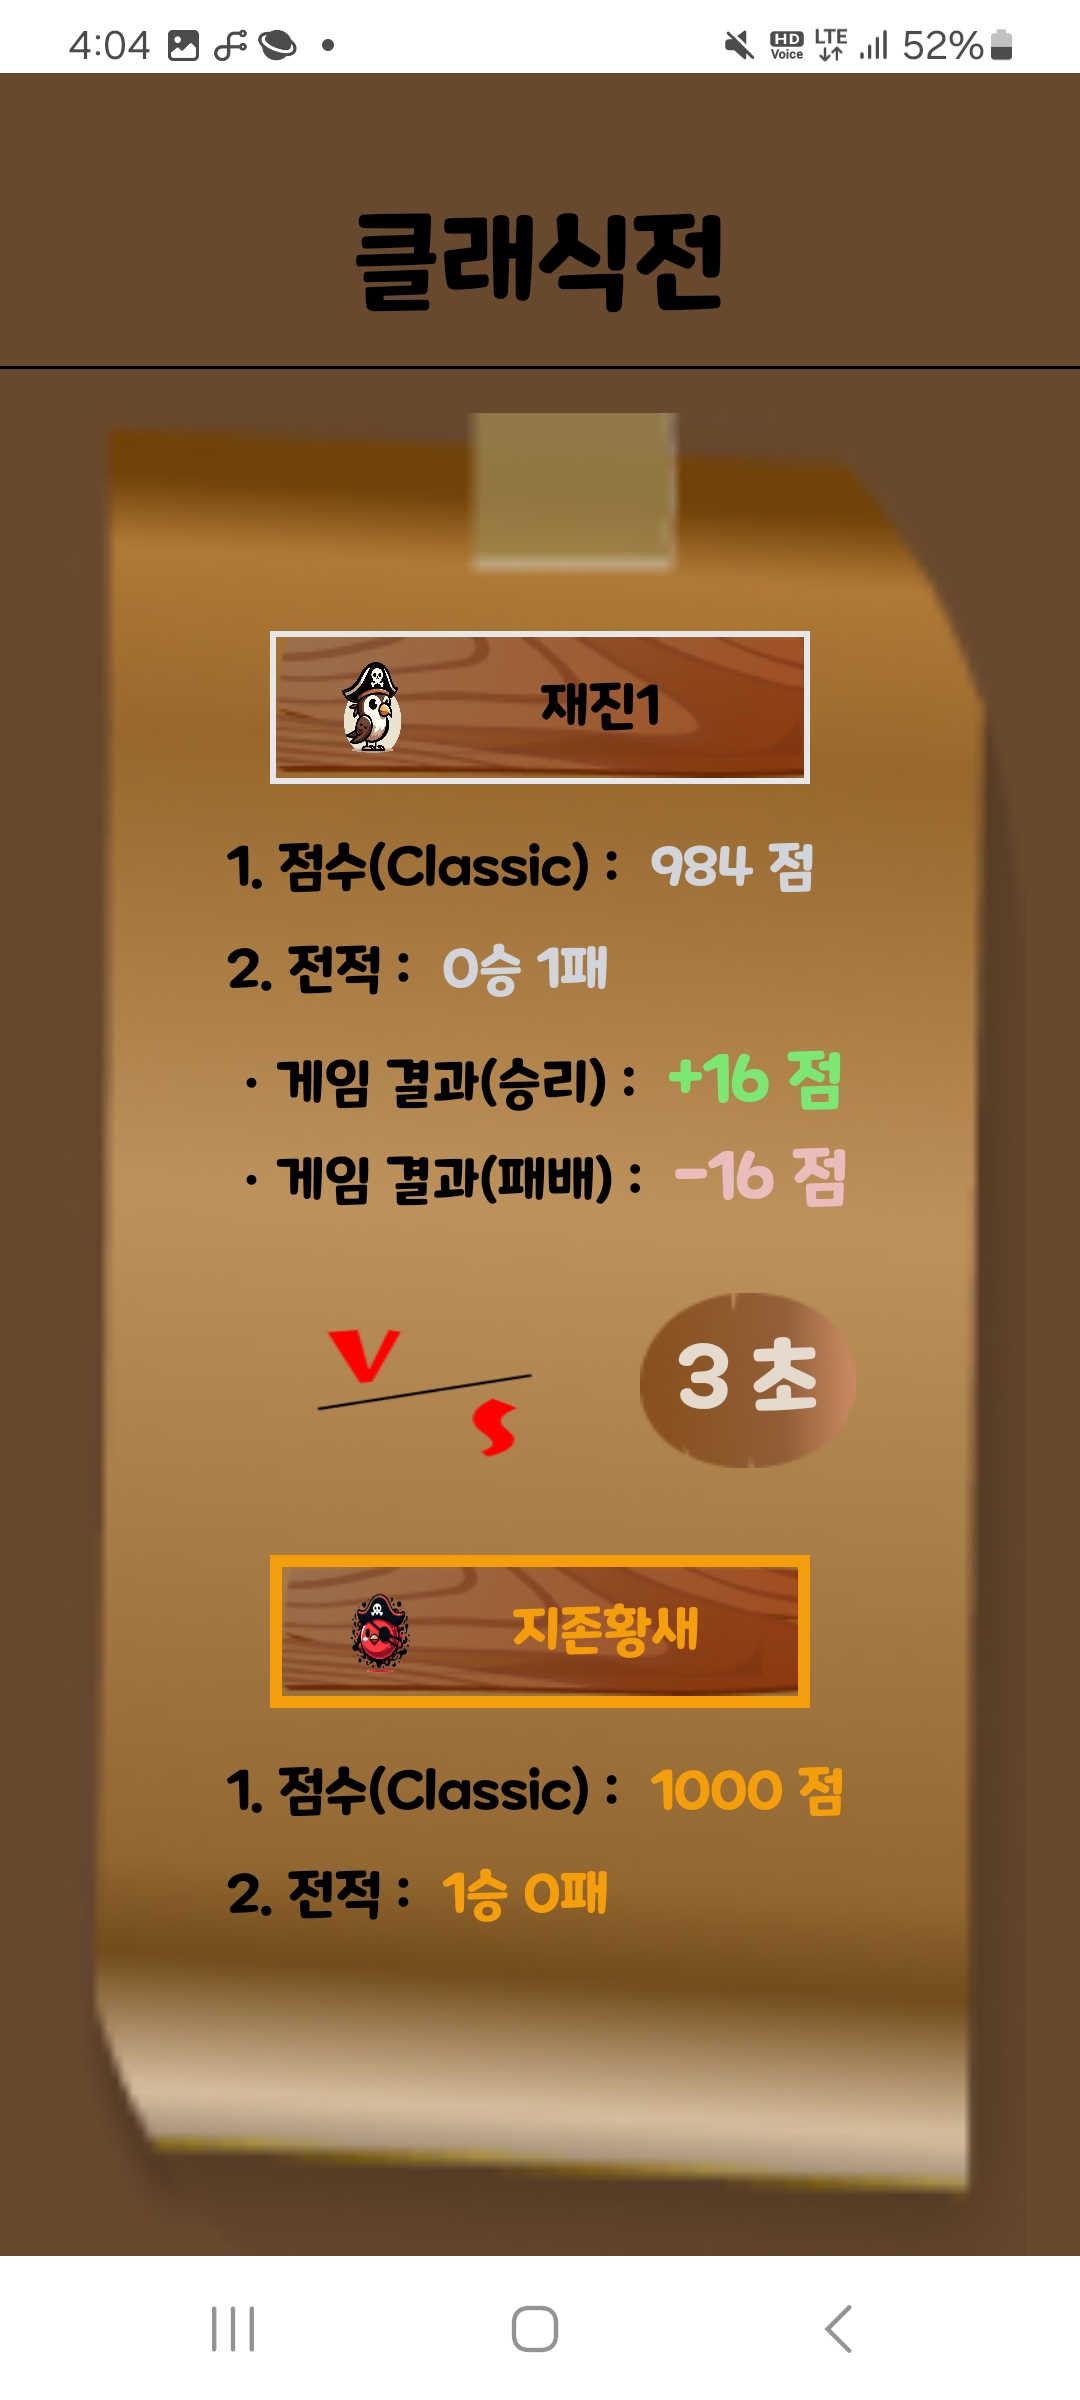 4:04 HD Voice LTE 52%
클래식전
재진1
1. 점수(Classic) : 984 점
2. 전적 : 0승 1패
· 게임 결과(승리) : +16 점
· 게임 결과(패배) : -16 점
V S 3 초
지존황새
1. 점수(Classic) : 1000 점
2. 전적 : 1승 0패